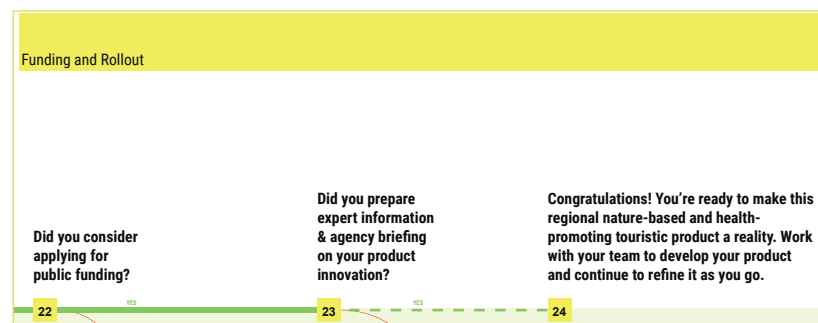 Funding and Rollout
Did you consider
applying for
public funding?
Did you prepare
expert information
& agency briefing
on your product
innovation?
Congratulations! You're ready to make this
regional nature-based and health-
promoting touristic product a reality. Work
with your team to develop your product
and continue to refine it as you go.
22
YES
23
YES
24